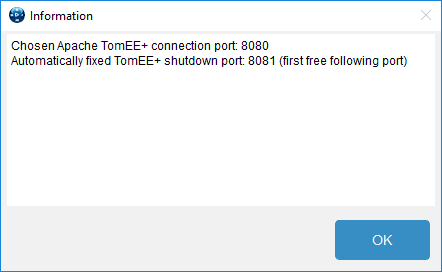 Information
Chosen Apache TomEE+ connection port: 8080
Automatically fixed TomEE+ shutdown port: 8081 (first free following port)
OK